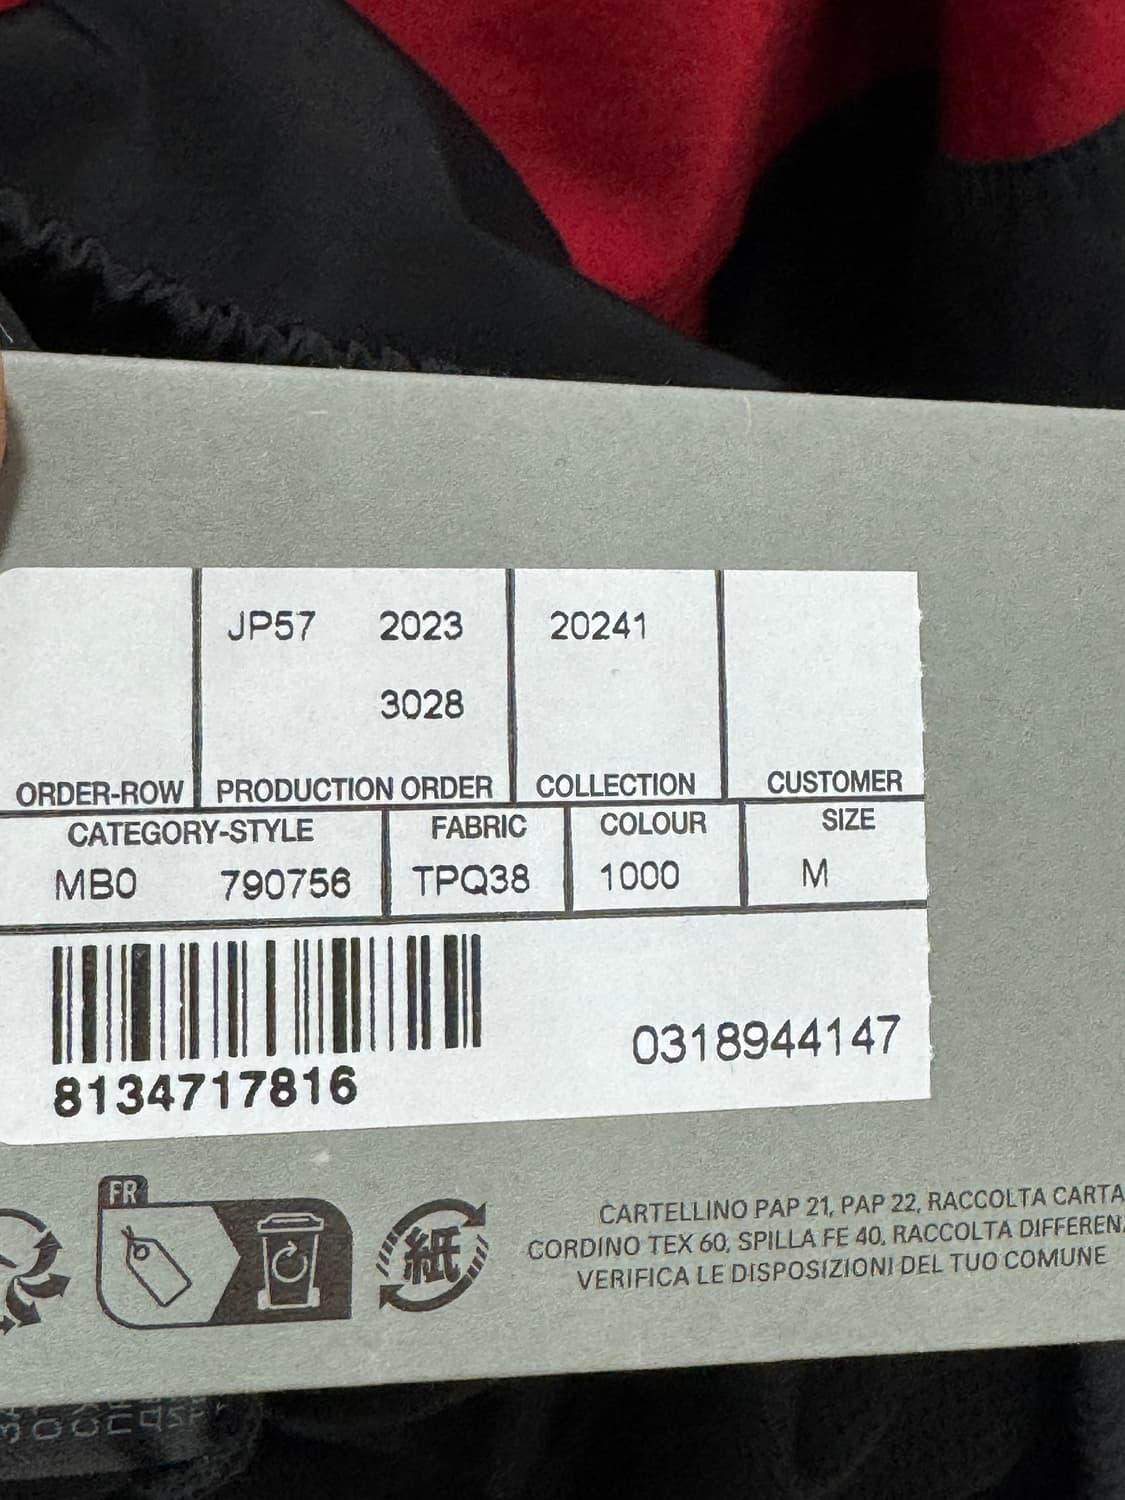 JP57 2023 20241
3028
ORDER-ROW PRODUCTION ORDER COLLECTION CUSTOMER
CATEGORY-STYLE FABRIC COLOUR SIZE
MB0 790756 TPQ38 1000 M
8134717816
0318944147
FR
紙
CARTELLINO PAP 21, PAP 22, RACCOLTA CARTA
CORDINO TEX 60, SPILLA FE 40, RACCOLTA DIFFEREN
VERIFICA LE DISPOSIZIONI DEL TUO COMUNE